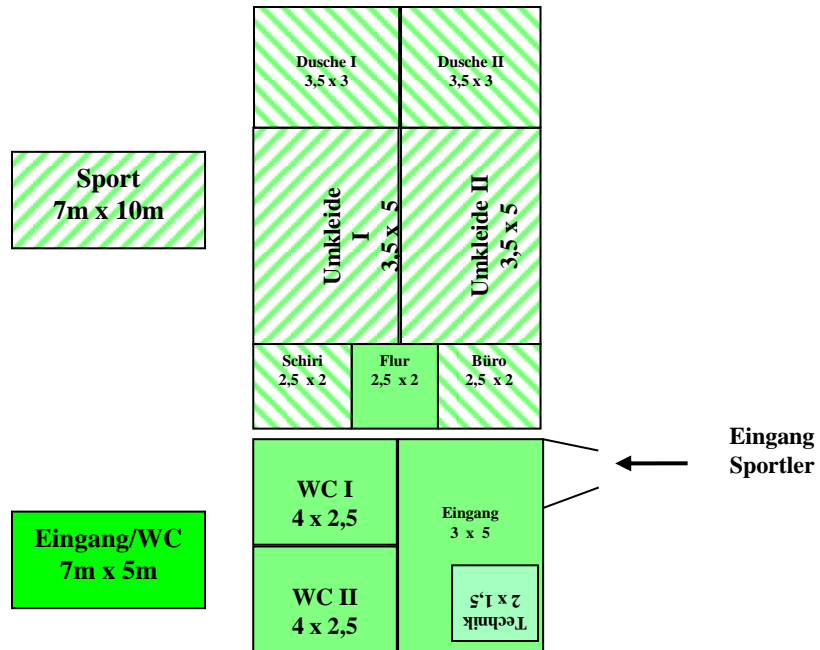 Dusche I
3,5 x 3
Dusche II
3,5 x 3
Sport
7m x 10m
Umkleide
I
3,5 x 5
Umkleide II
3,5 x 5
Schiri
2,5 x 2
Flur
2,5 x 2
Büro
2,5 x 2
Eingang
Sportler
WC I
4 x 2,5
Eingang
3 x 5
Eingang/WC
7m x 5m
WC II
4 x 2,5
Technik
2 x 1,5